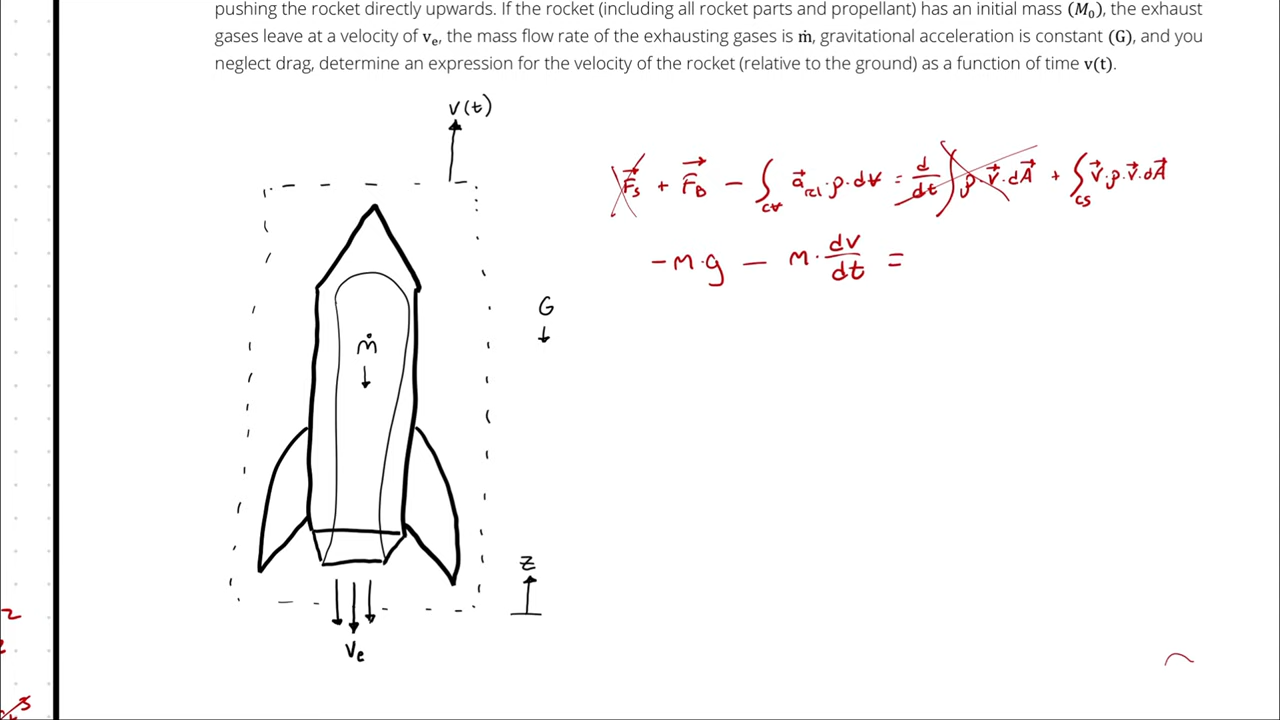 pushing the rocket directly upwards. If the rocket (including all rocket parts and propellant) has an initial mass (M₀), the exhaust
gases leave at a velocity of vₑ, the mass flow rate of the exhausting gases is ṁ, gravitational acceleration is constant (G), and you
neglect drag, determine an expression for the velocity of the rocket (relative to the ground) as a function of time v(t).
V(t)
F⃗s + F⃗B − ∫cv a⃗rel·ρ·dV = d/dt ∫ρ·V⃗·dA⃗ + ∫cs V⃗·ρ·V⃗·dA⃗
−m·g − m·dv/dt =
G
ṁ
Z
Ve
2